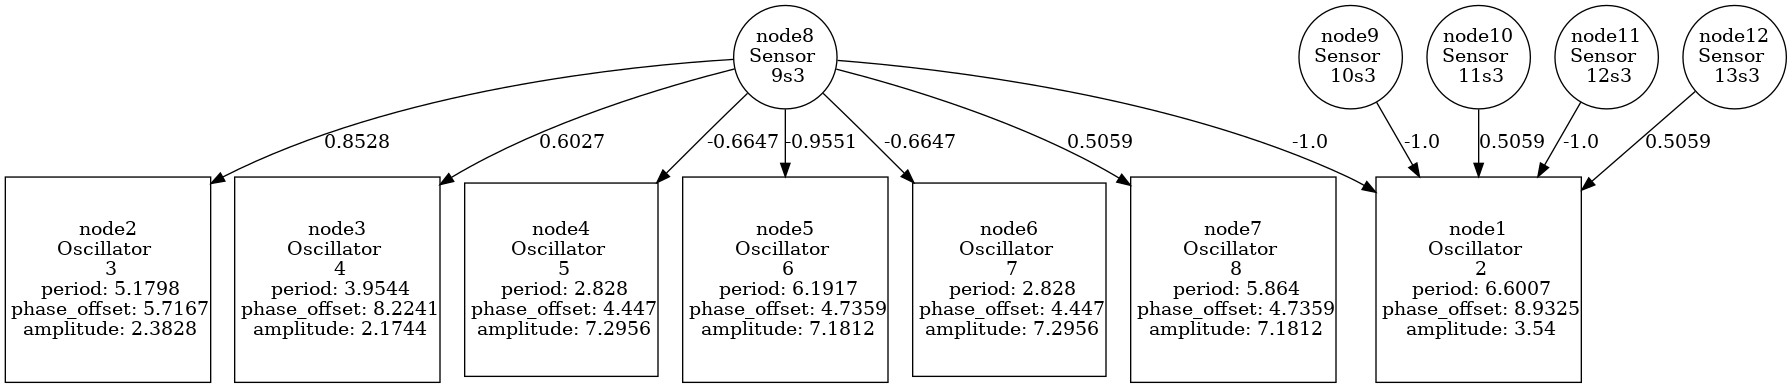 node8
Sensor
9s3
node9
Sensor
10s3
node10
Sensor
11s3
node11
Sensor
12s3
node12
Sensor
13s3
0.8528
0.6027
-0.6647
-0.9551
-0.6647
0.5059
-1.0
-1.0
0.5059
-1.0
0.5059
node2
Oscillator
3
period: 5.1798
phase_offset: 5.7167
amplitude: 2.3828
node3
Oscillator
4
period: 3.9544
phase_offset: 8.2241
amplitude: 2.1744
node4
Oscillator
5
period: 2.828
phase_offset: 4.447
amplitude: 7.2956
node5
Oscillator
6
period: 6.1917
phase_offset: 4.7359
amplitude: 7.1812
node6
Oscillator
7
period: 2.828
phase_offset: 4.447
amplitude: 7.2956
node7
Oscillator
8
period: 5.864
phase_offset: 4.7359
amplitude: 7.1812
node1
Oscillator
2
period: 6.6007
phase_offset: 8.9325
amplitude: 3.54